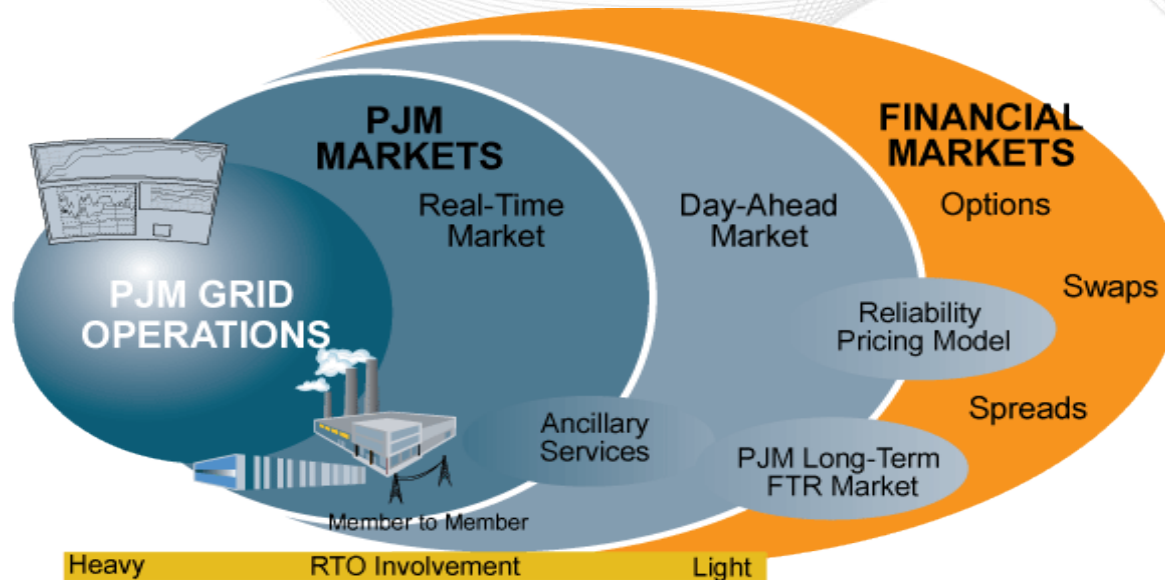 PJM
MARKETS
FINANCIAL
MARKETS
Real-Time
Market
Day-Ahead
Market
Options
PJM GRID
OPERATIONS
Swaps
Reliability
Pricing Model
Spreads
Ancillary
Services
PJM Long-Term
FTR Market
Member to Member
Heavy RTO Involvement Light